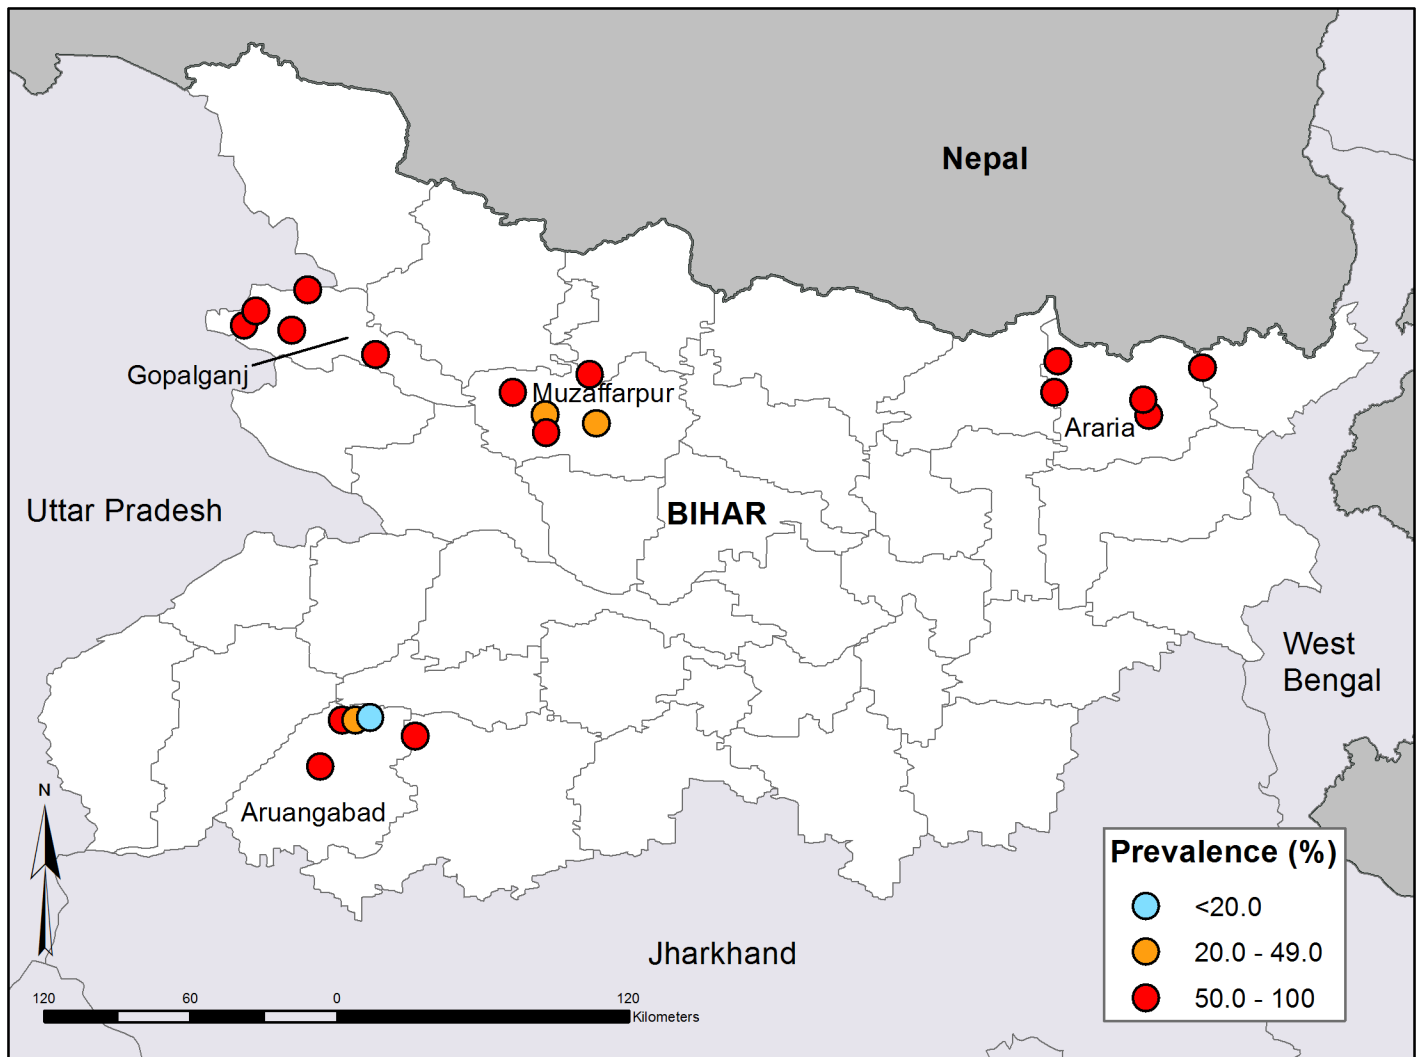 Nepal
Gopalganj
Muzaffarpur
Araria
Uttar Pradesh
BIHAR
West
Bengal
Aruangabad
N
Prevalence (%)
<20.0
20.0 - 49.0
50.0 - 100
Jharkhand
120 60 0 120
Kilometers